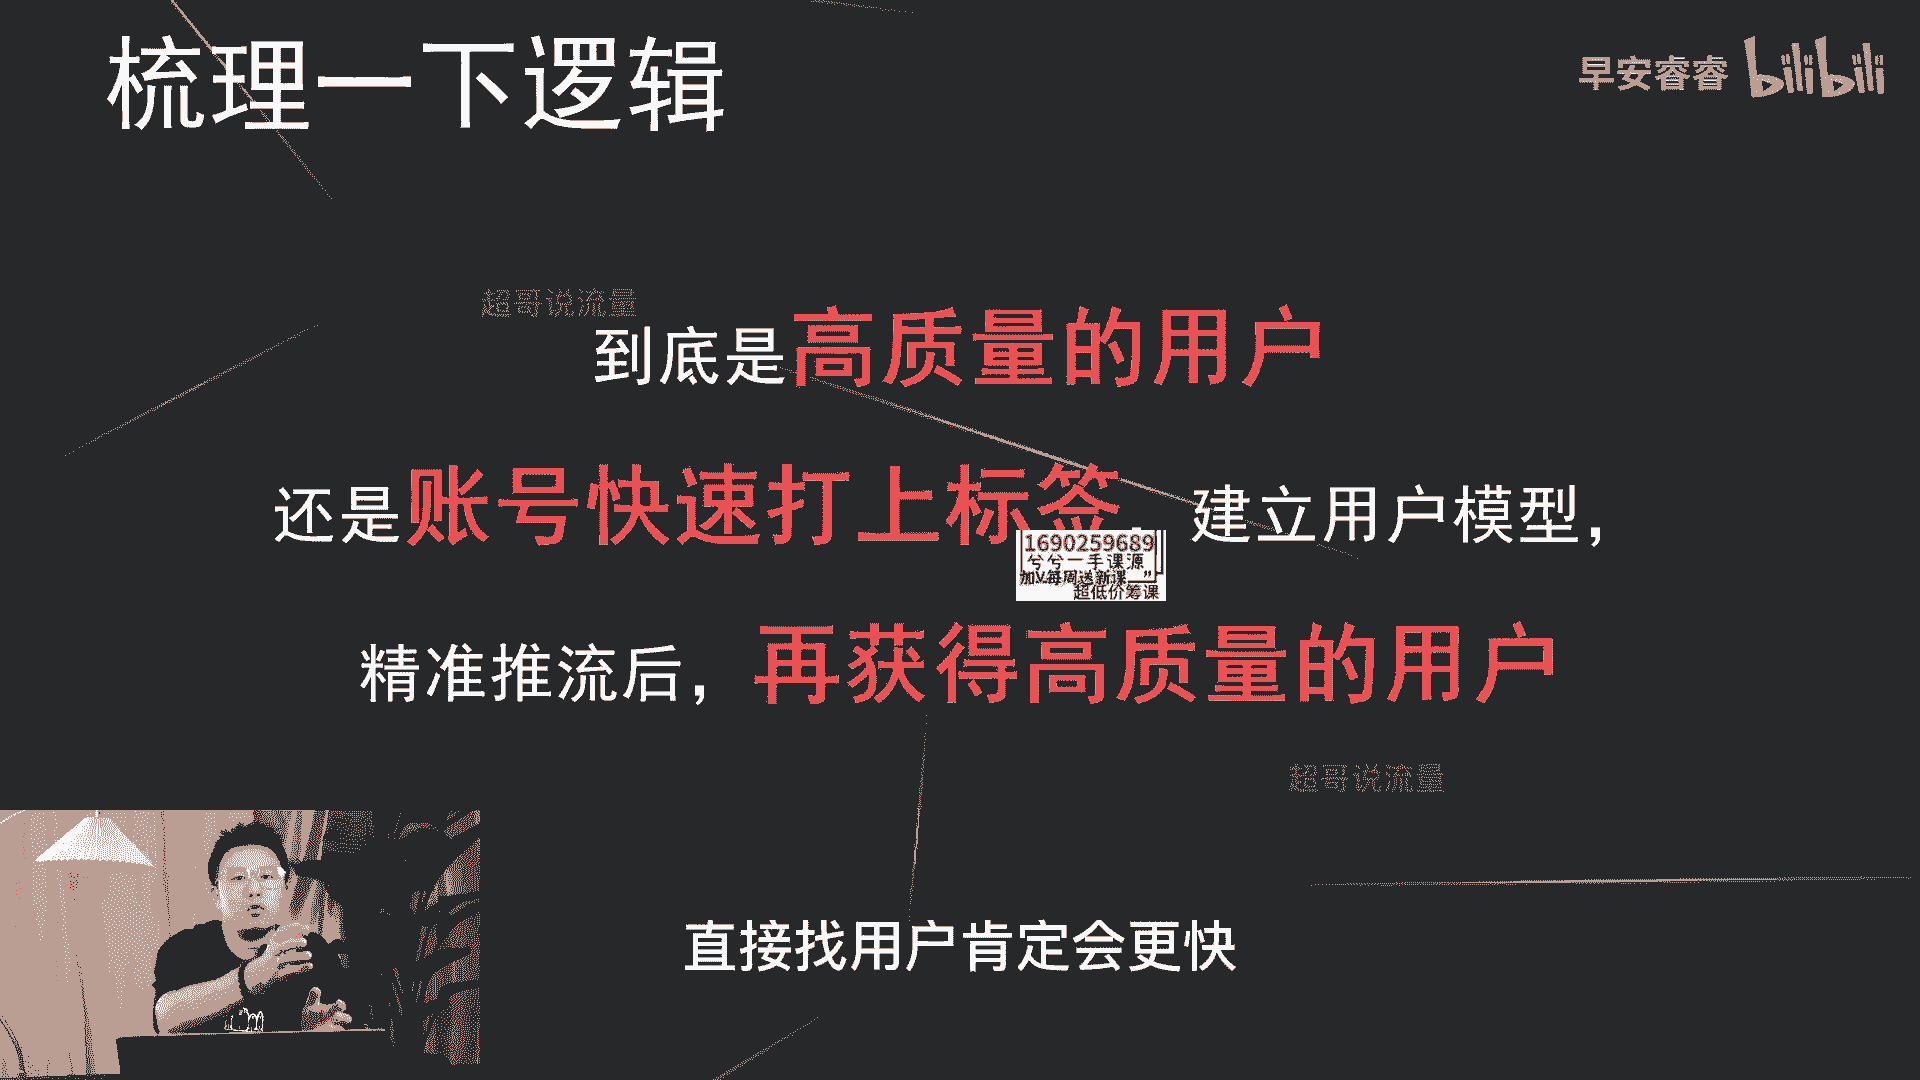 梳理一下逻辑
早安睿睿 bilibili
超哥说流量
到底是高质量的用户
还是账号快速打上标签，建立用户模型，
1690259689
兮兮一手课源
加V每周送新课
超低价筹课
精准推流后，再获得高质量的用户
超哥说流量
直接找用户肯定会更快